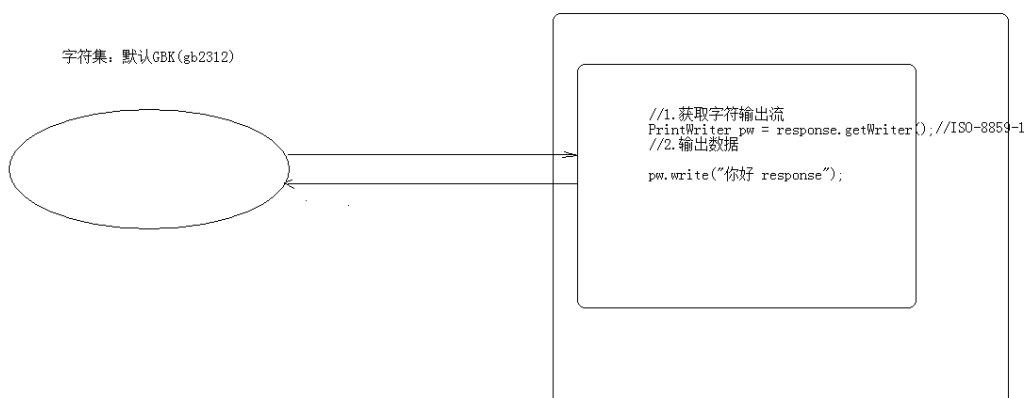 字符集：默认GBK(gb2312)
//1.获取字符输出流
PrintWriter pw = response.getWriter();//ISO-8859-1
//2.输出数据
pw.write("你好 response");